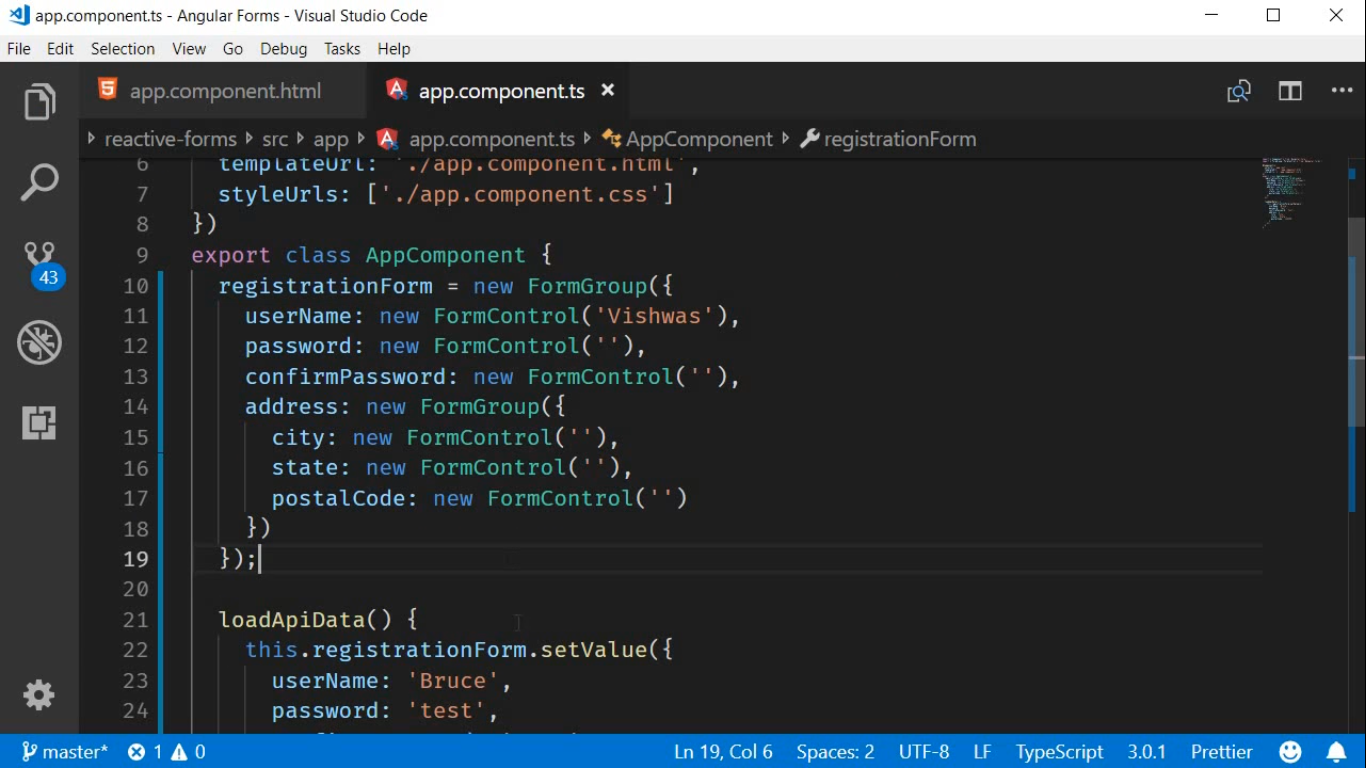 app.component.ts - Angular Forms - Visual Studio Code
File Edit Selection View Go Debug Tasks Help
app.component.html app.component.ts
reactive-forms src app app.component.ts AppComponent registrationForm
6 templateUrl: './app.component.html',
7 styleUrls: ['./app.component.css']
8 })
9 export class AppComponent {
10 registrationForm = new FormGroup({
11 userName: new FormControl('Vishwas'),
12 password: new FormControl(''),
13 confirmPassword: new FormControl(''),
14 address: new FormGroup({
15 city: new FormControl(''),
16 state: new FormControl(''),
17 postalCode: new FormControl('')
18 })
19 });
20
21 loadApiData() {
22 this.registrationForm.setValue({
23 userName: 'Bruce',
24 password: 'test',
43
master* 1 0 Ln 19, Col 6 Spaces: 2 UTF-8 LF TypeScript 3.0.1 Prettier